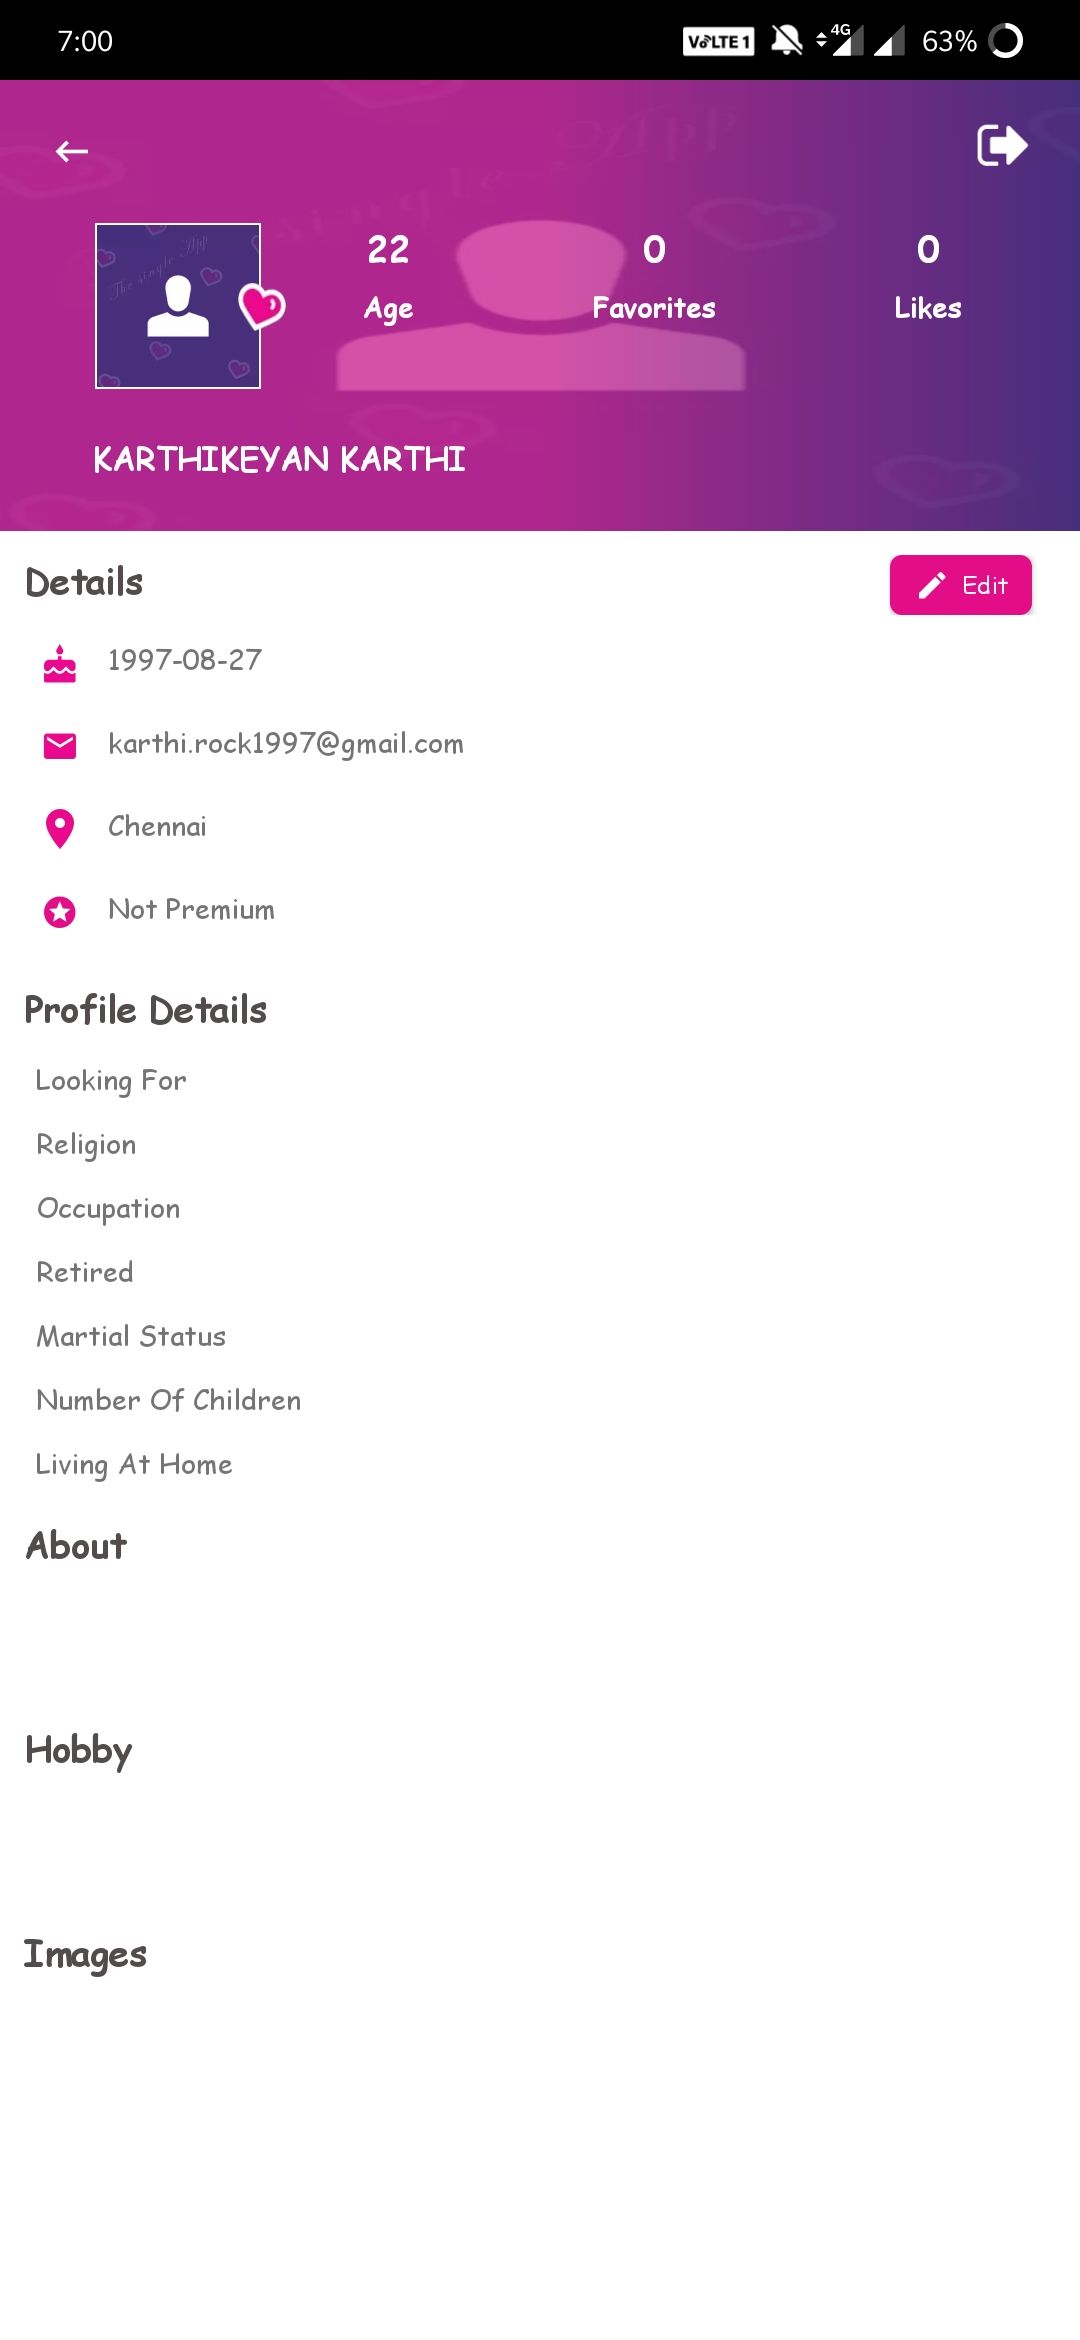 7:00
VoLTE 1 4G 63%
The single App
22 0 0
Age Favorites Likes
KARTHIKEYAN KARTHI
Details
Edit
1997-08-27
karthi.rock1997@gmail.com
Chennai
Not Premium
Profile Details
Looking For
Religion
Occupation
Retired
Martial Status
Number Of Children
Living At Home
About
Hobby
Images